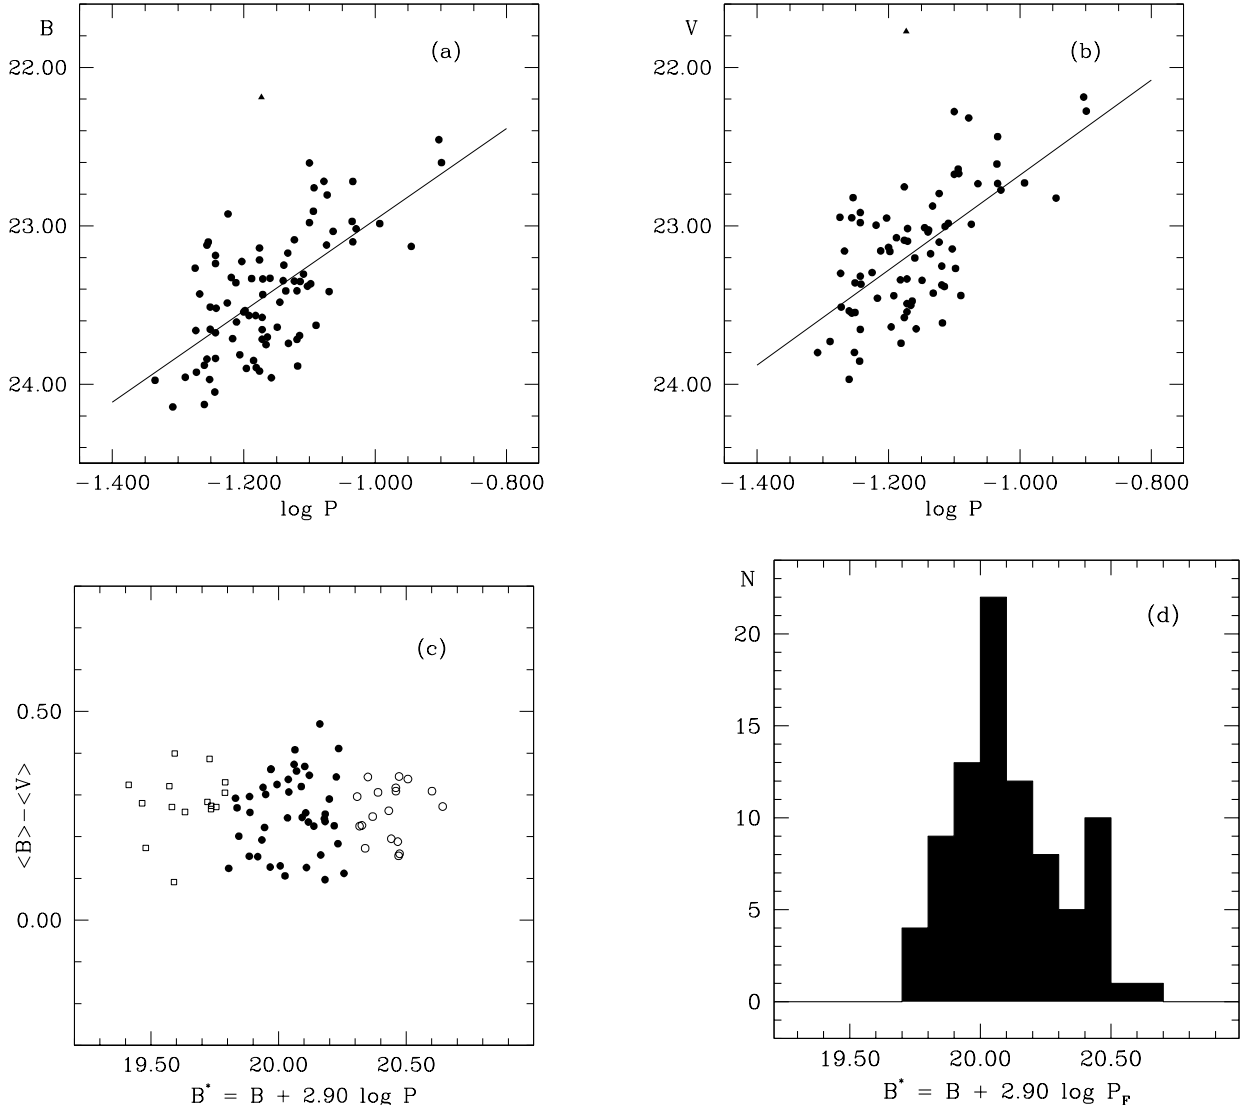 B
(a)
22.00
23.00
24.00
−1.400 −1.200 −1.000 −0.800
log P
V
(b)
22.00
23.00
24.00
−1.400 −1.200 −1.000 −0.800
log P
(c)
<B>−<V>
0.50
0.00
19.50 20.00 20.50
B* = B + 2.90 log P
N
(d)
20
15
10
5
0
19.50 20.00 20.50
B* = B + 2.90 log P_F